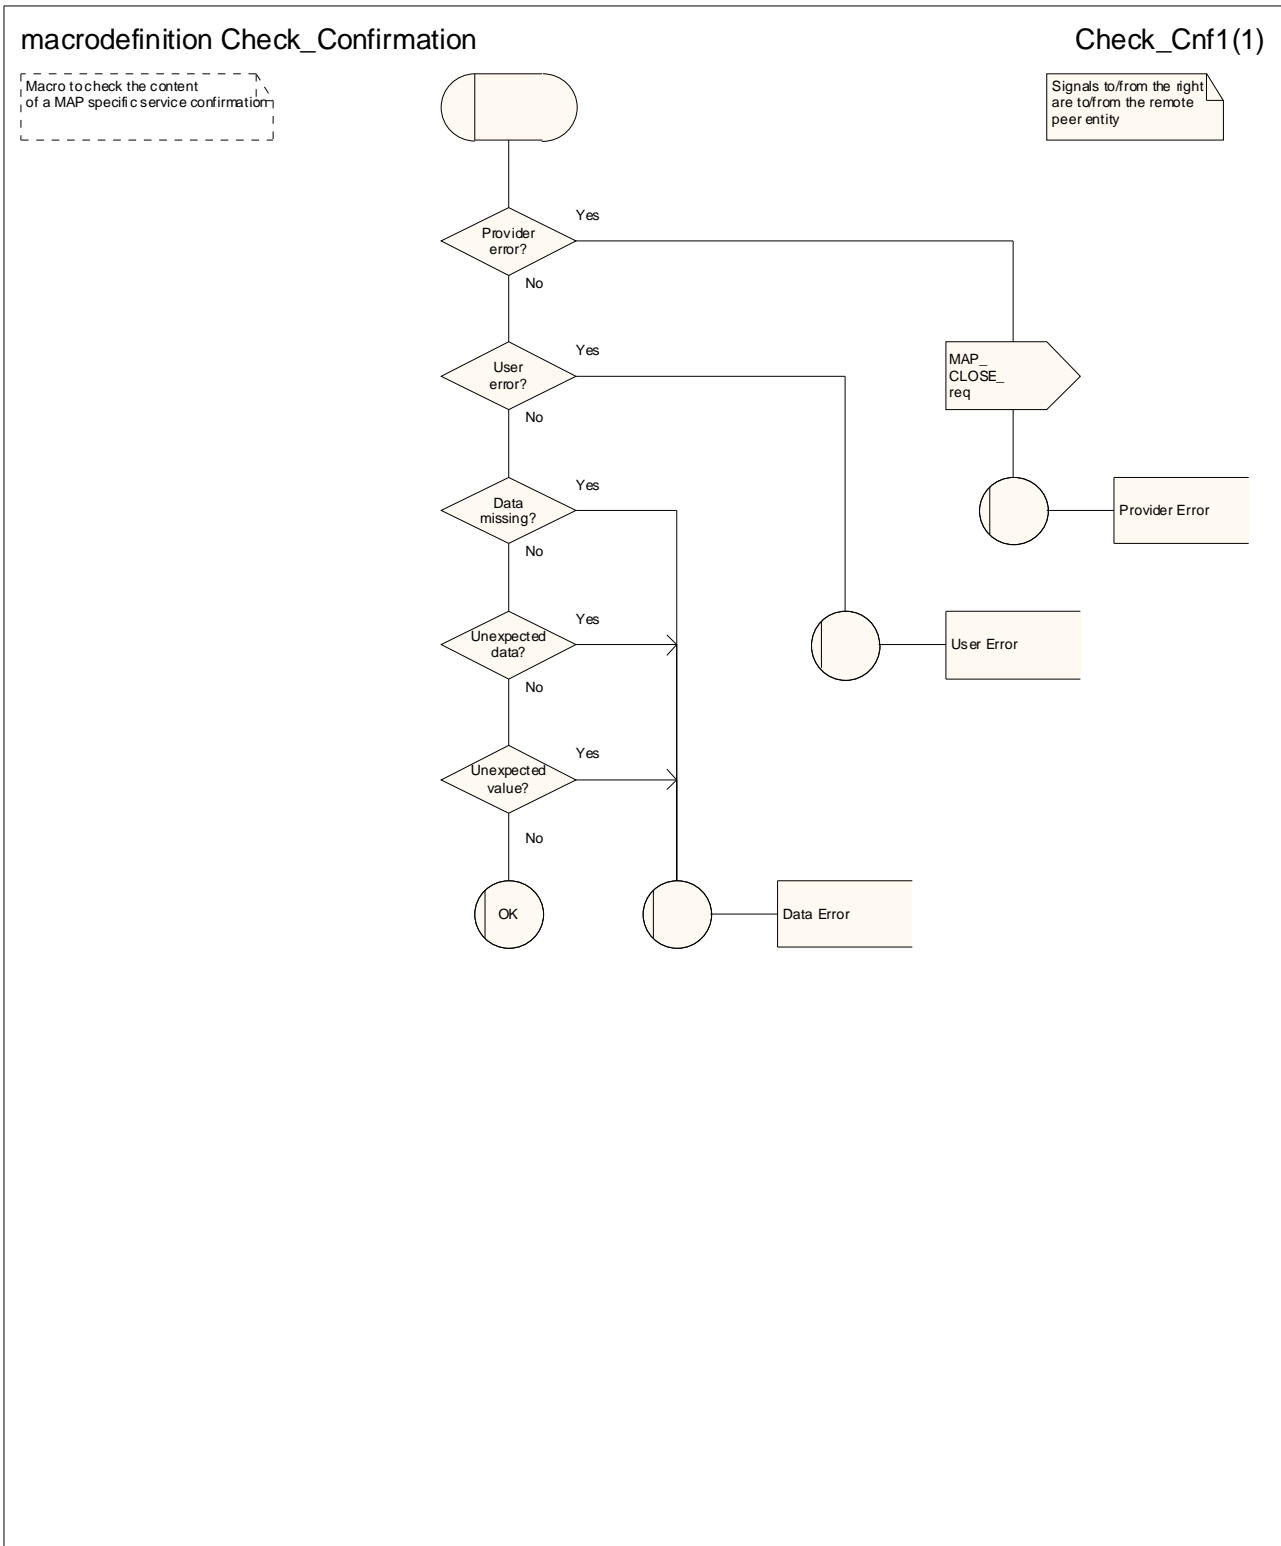 macrodefinition Check_Confirmation
Check_Cnf1(1)
Macro to check the content
of a MAP specific service confirmation
Signals to/from the right
are to/from the remote
peer entity
Provider
error?
Yes
No
User
error?
Yes
No
MAP_
CLOSE_
req
Data
missing?
Yes
No
Provider Error
Unexpected
data?
Yes
No
User Error
Unexpected
value?
Yes
No
OK
Data Error